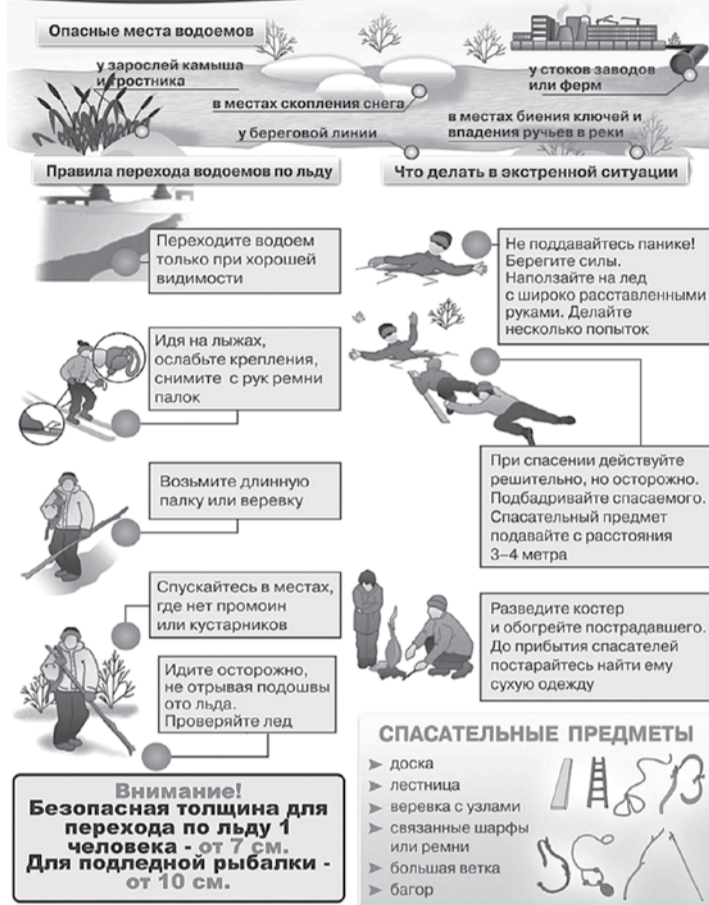 Опасные места водоемов
у зарослей камыша
и тростника
в местах скопления снега
у береговой линии
у стоков заводов
или ферм
в местах биения ключей и
впадения ручьев в реки
Правила перехода водоемов по льду
Переходите водоем
только при хорошей
видимости
Идя на лыжах,
ослабьте крепления,
снимите с рук ремни
палок
Возьмите длинную
палку или веревку
Спускайтесь в местах,
где нет промоин
или кустарников
Идите осторожно,
не отрывая подошвы
ото льда.
Проверяйте лед
Внимание!
Безопасная толщина для
перехода по льду 1
человека - от 7 см.
Для подледной рыбалки -
от 10 см.
Что делать в экстренной ситуации
Не поддавайтесь панике!
Берегите силы.
Наползайте на лед
с широко расставленными
руками. Делайте
несколько попыток
При спасении действуйте
решительно, но осторожно.
Подбадривайте спасаемого.
Спасательный предмет
подавайте с расстояния
3–4 метра
Разведите костер
и обогрейте пострадавшего.
До прибытия спасателей
постарайтесь найти ему
сухую одежду
СПАСАТЕЛЬНЫЕ ПРЕДМЕТЫ
доска
лестница
веревка с узлами
связанные шарфы
или ремни
большая ветка
багор